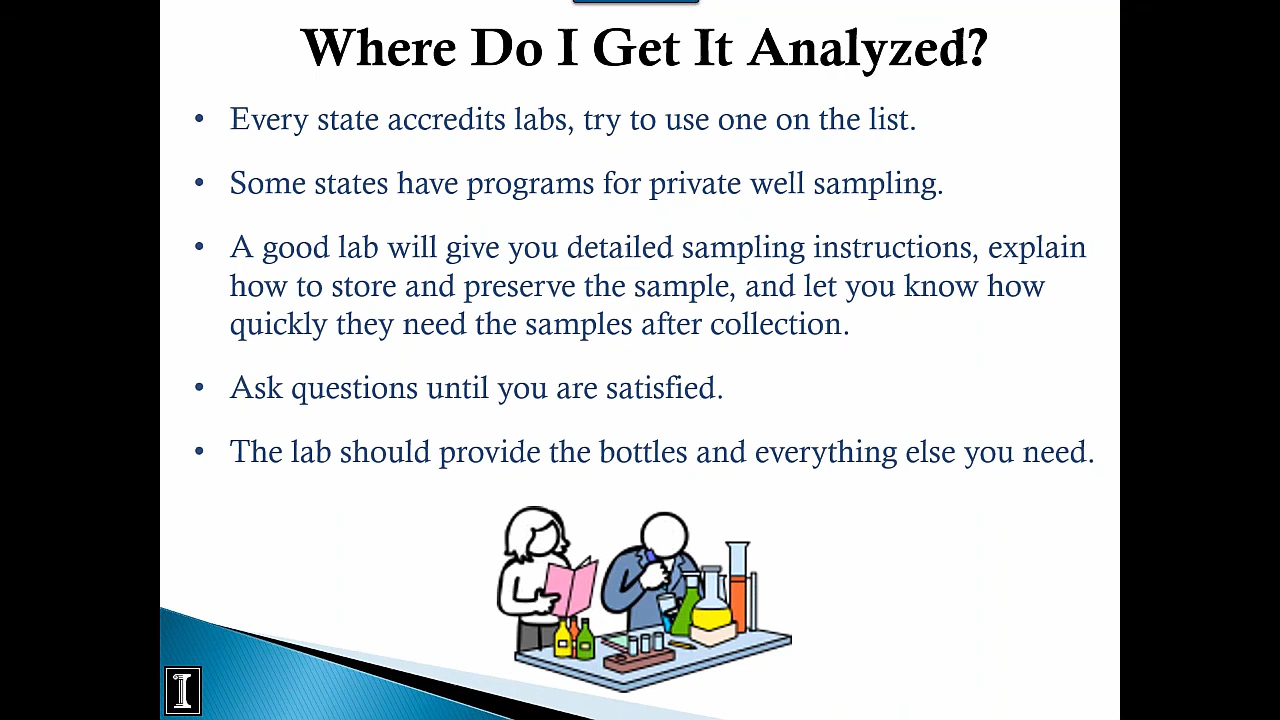 Where Do I Get It Analyzed?
• Every state accredits labs, try to use one on the list.
• Some states have programs for private well sampling.
• A good lab will give you detailed sampling instructions, explain
how to store and preserve the sample, and let you know how
quickly they need the samples after collection.
• Ask questions until you are satisfied.
• The lab should provide the bottles and everything else you need.
I